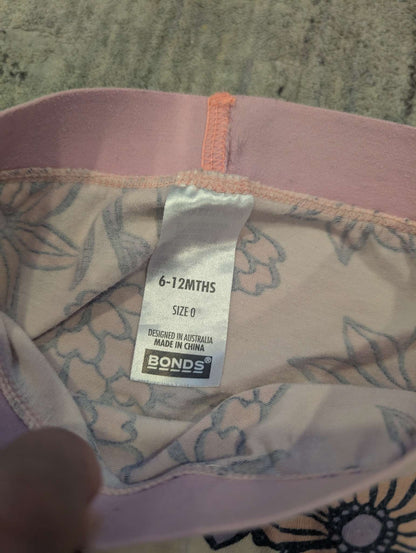 6-12MTHS
SIZE 0
DESIGNED IN AUSTRALIA
MADE IN CHINA
BONDS®